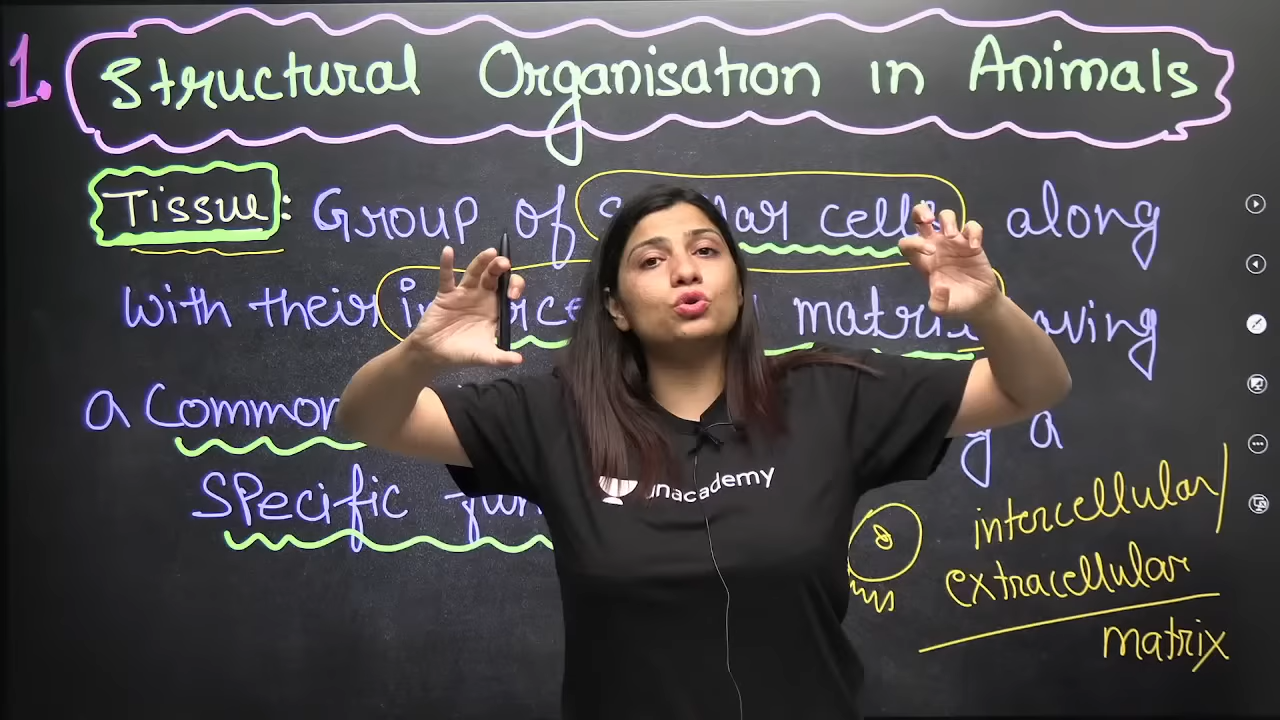 1. Structural Organisation in Animals
Tissue: Group of cells along
with their matrix
a Common a
Specific
intercellular/
extracellular
matrix
unacademy